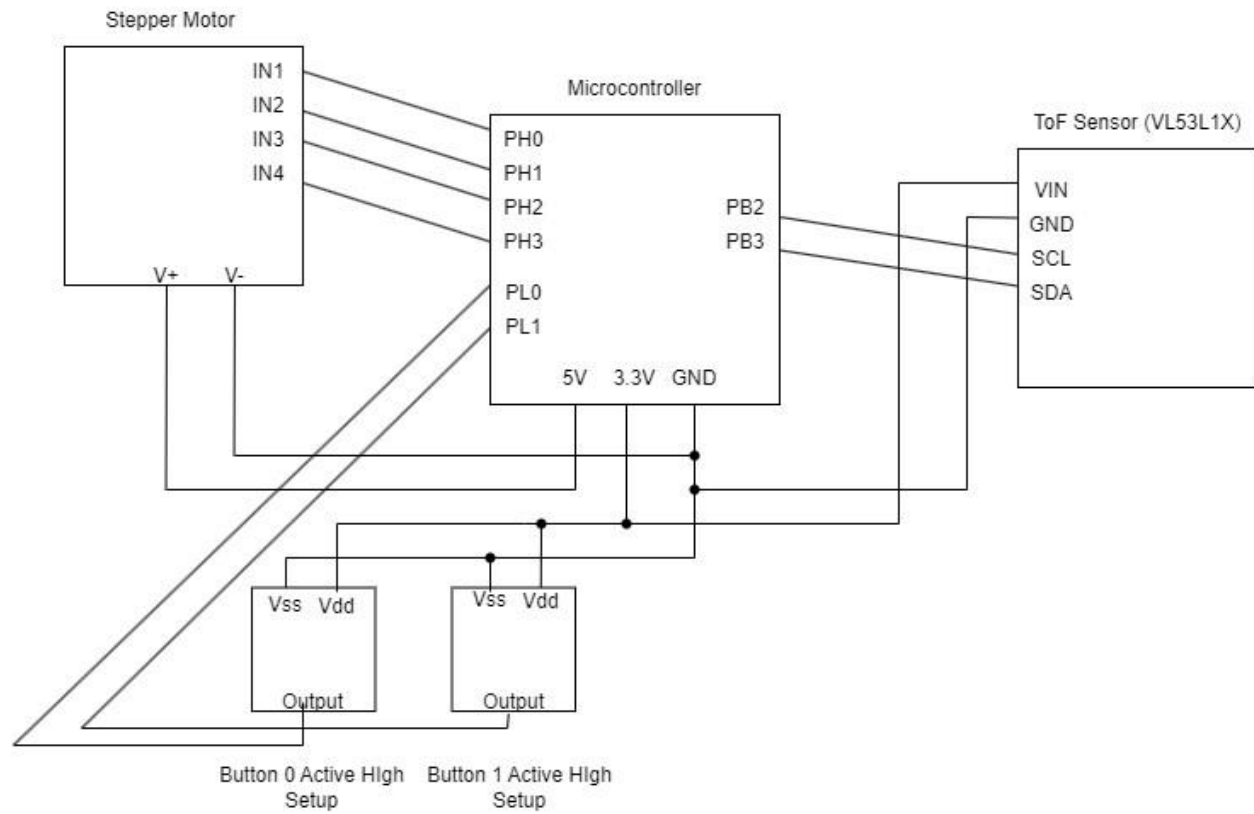 Stepper Motor
IN1
IN2
IN3
IN4
V+ V-
Microcontroller
PH0
PH1
PH2
PH3
PL0
PL1
PB2
PB3
5V 3.3V GND
ToF Sensor (VL53L1X)
VIN
GND
SCL
SDA
Vss Vdd
Output
Button 0 Active HIgh
Setup
Vss Vdd
Output
Button 1 Active HIgh
Setup